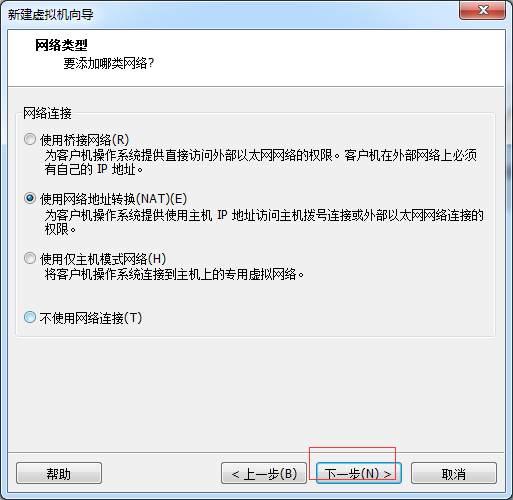 新建虚拟机向导
网络类型
要添加哪类网络?
网络连接
使用桥接网络(R)
为客户机操作系统提供直接访问外部以太网网络的权限。客户机在外部网络上必须
有自己的 IP 地址。
使用网络地址转换(NAT)(E)
为客户机操作系统提供使用主机 IP 地址访问主机拨号连接或外部以太网网络连接的
权限。
使用仅主机模式网络(H)
将客户机操作系统连接到主机上的专用虚拟网络。
不使用网络连接(T)
帮助
< 上一步(B)
下一步(N) >
取消